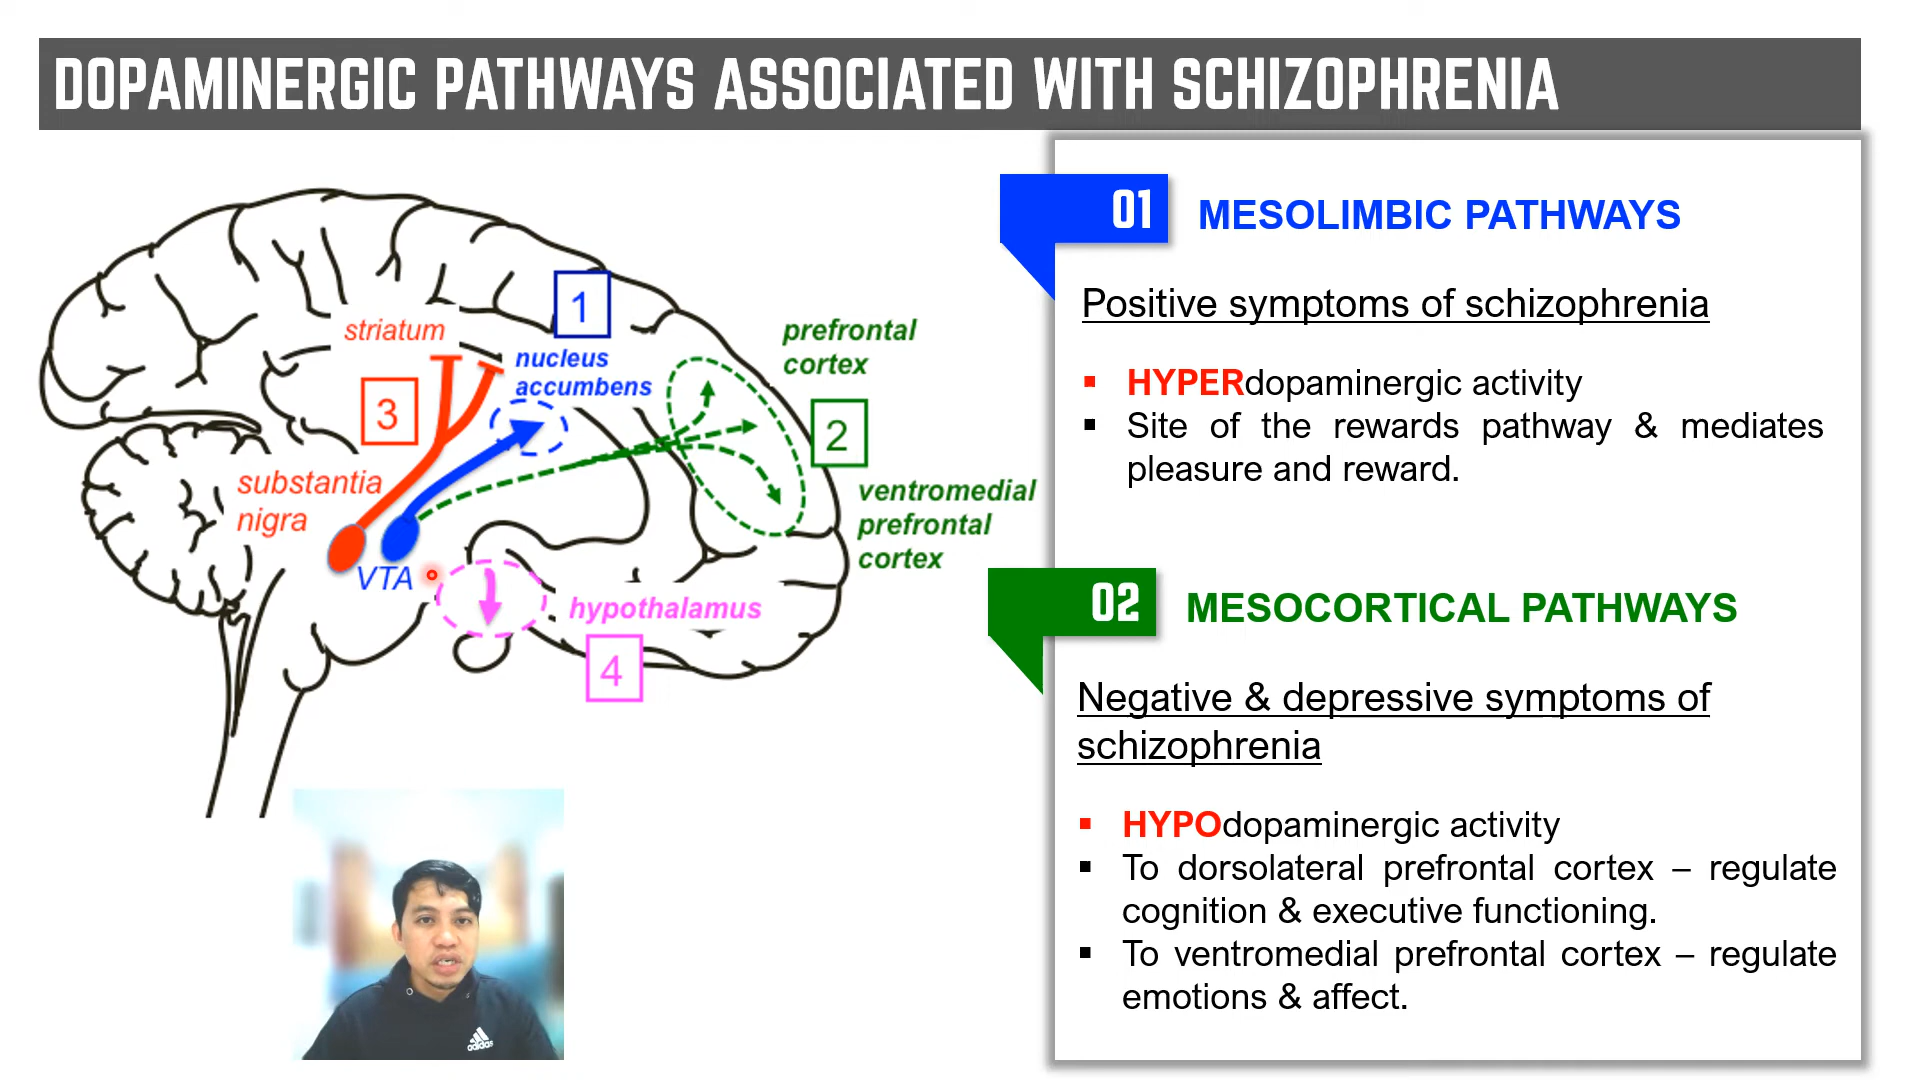 DOPAMINERGIC PATHWAYS ASSOCIATED WITH SCHIZOPHRENIA
1
striatum
nucleus
accumbens
3
substantia
nigra
VTA
prefrontal
cortex
2
ventromedial
prefrontal
cortex
hypothalamus
4
01
MESOLIMBIC PATHWAYS
Positive symptoms of schizophrenia
▪ HYPERdopaminergic activity
▪ Site of the rewards pathway & mediates
pleasure and reward.
02
MESOCORTICAL PATHWAYS
Negative & depressive symptoms of
schizophrenia
▪ HYPOdopaminergic activity
▪ To dorsolateral prefrontal cortex – regulate
cognition & executive functioning.
▪ To ventromedial prefrontal cortex – regulate
emotions & affect.
adidas